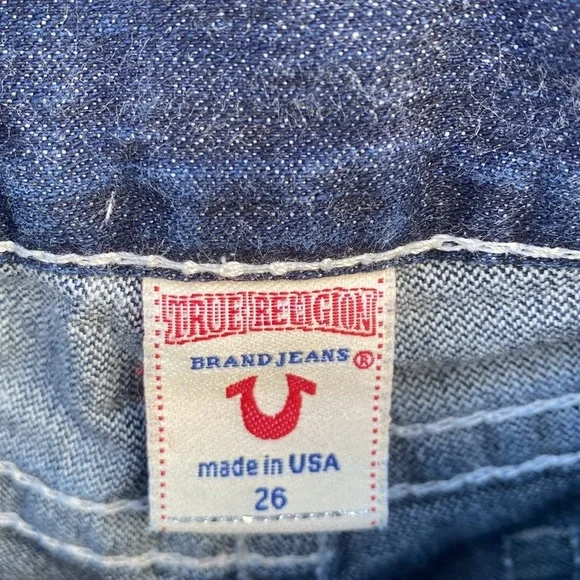 TRUE RELIGION
BRAND JEANS ®
made in USA
26